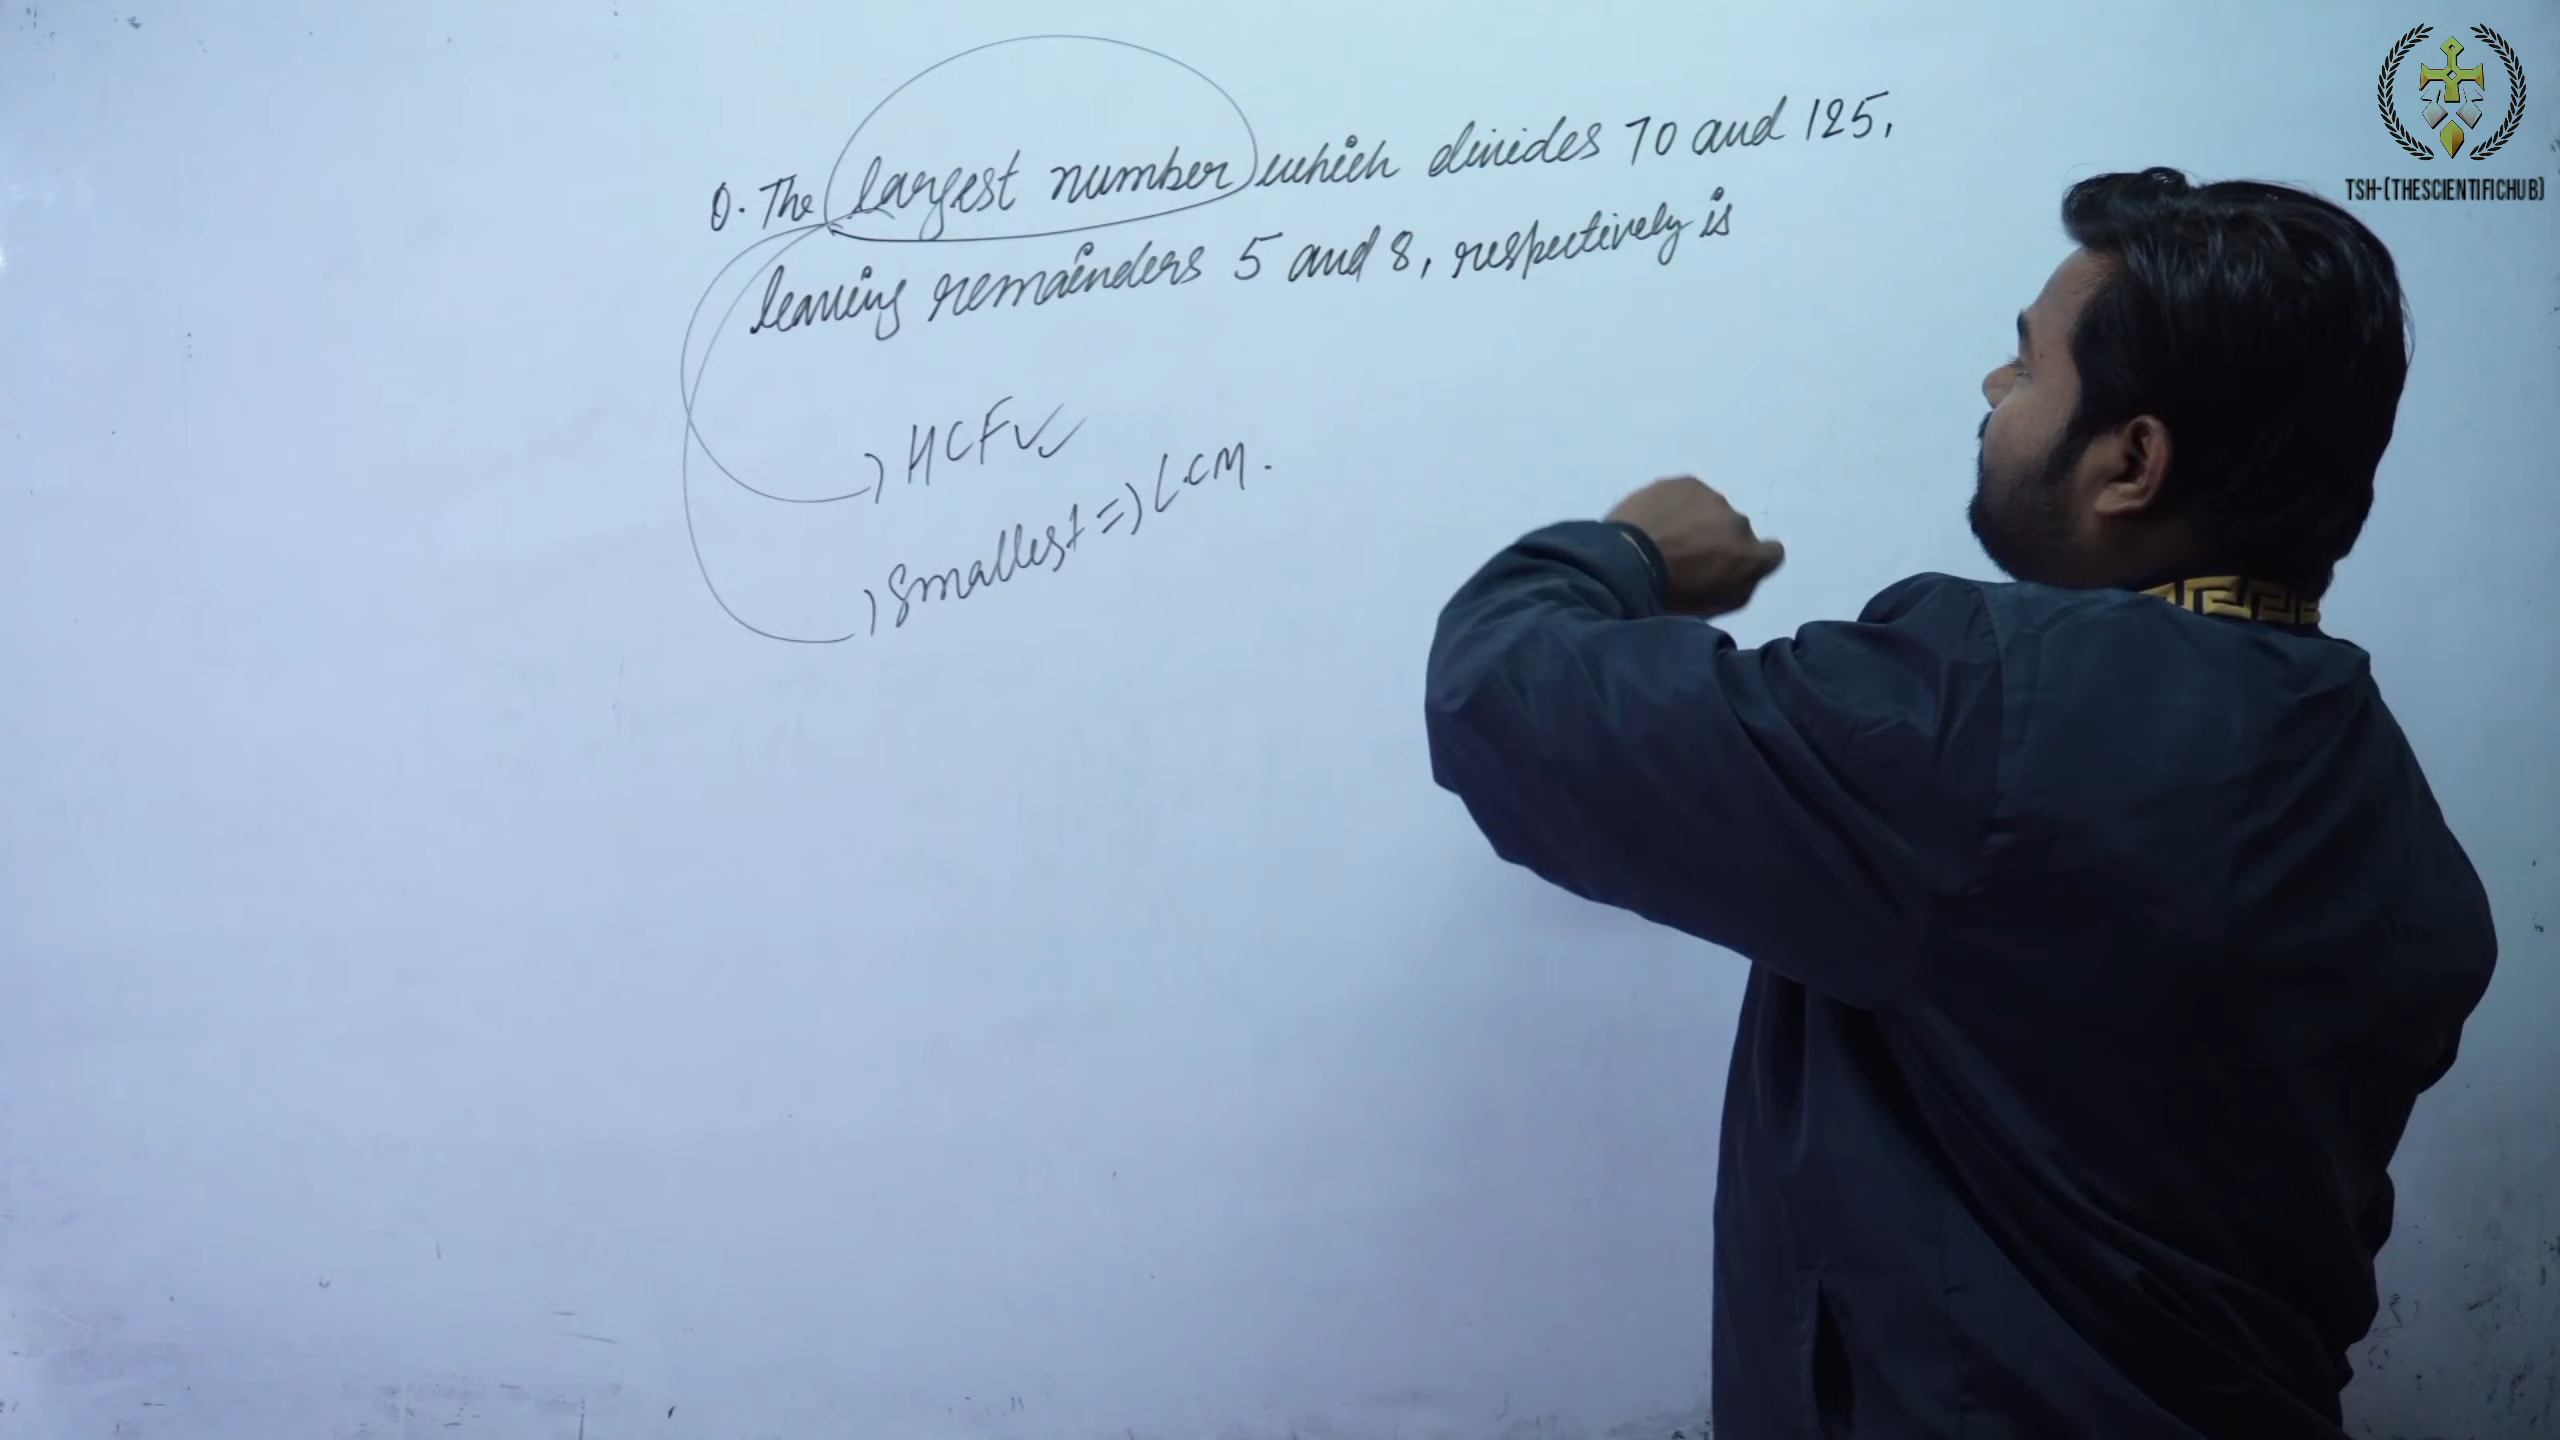 Q. The largest number which divides 70 and 125,
leaving remainders 5 and 8, respectively is
HCF
Smallest => L.CM.
TSH-(THESCIENTIFICHUB)